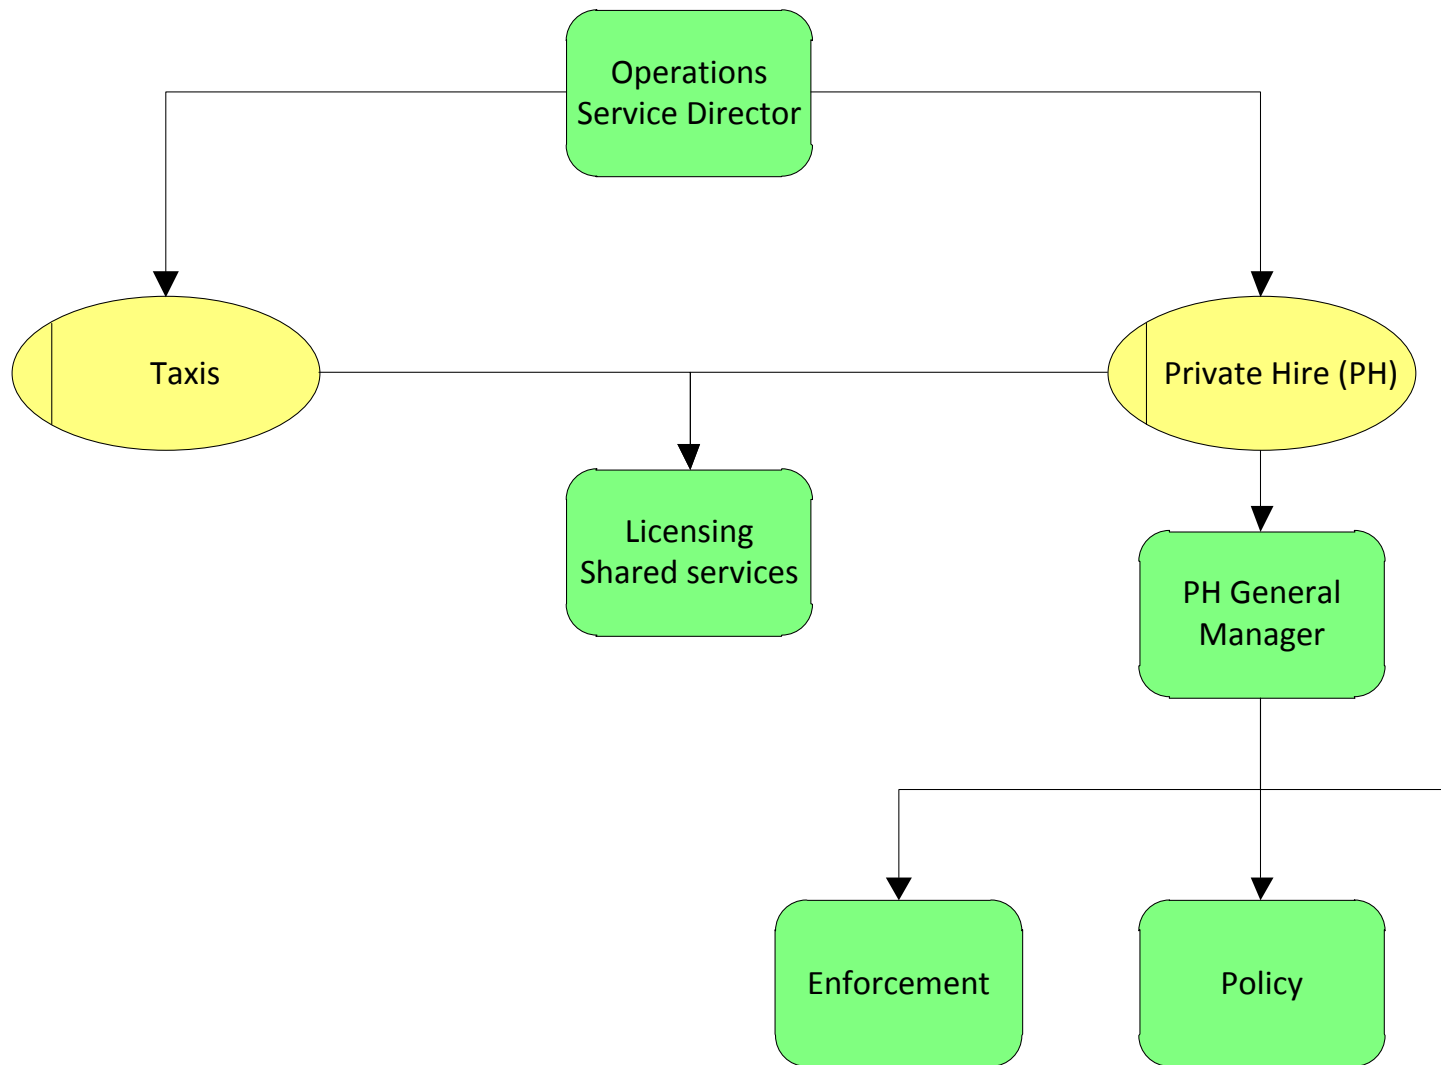 Operations
Service Director
Taxis
Private Hire (PH)
Licensing
Shared services
PH General
Manager
Enforcement
Policy